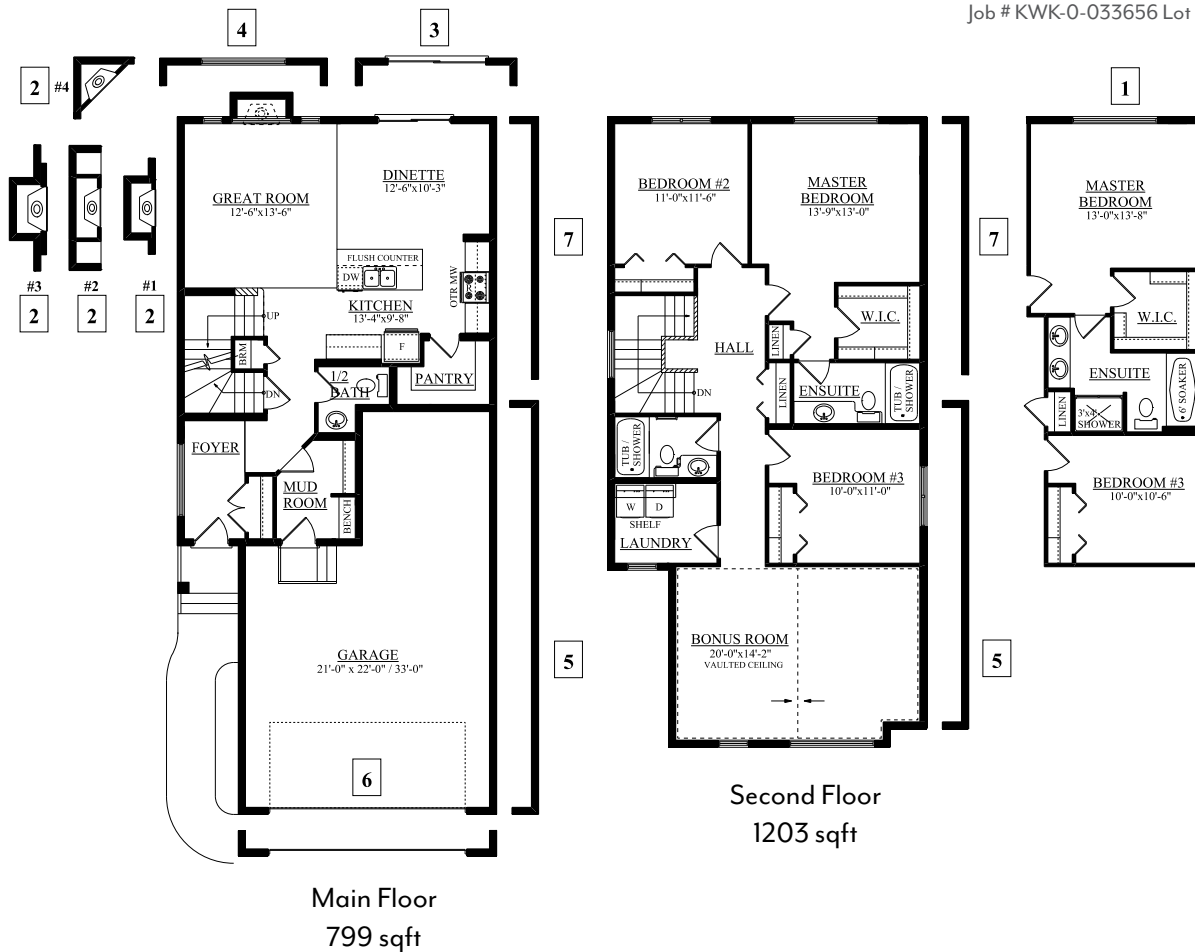 Job # KWK-0-033656 Lot
4
3
1
2
#4
GREAT ROOM
12'-6"x13'-6"
DINETTE
12'-6"x10'-3"
FLUSH COUNTER
DW
OTR MW
KITCHEN
13'-4"x9'-8"
F
UP
BRM
DN
1/2
BATH
PANTRY
FOYER
MUD
ROOM
BENCH
GARAGE
21'-0" x 22'-0" / 33'-0"
6
#3
2
#2
2
#1
2
7
5
Main Floor
799 sqft
BEDROOM #2
11'-0"x11'-6"
MASTER
BEDROOM
13'-9"x13'-0"
W.I.C.
HALL
LINEN
LINEN
ENSUITE
TUB /
SHOWER
DN
TUB /
SHOWER
BEDROOM #3
10'-0"x11'-0"
W
D
SHELF
LAUNDRY
BONUS ROOM
20'-0"x14'-2"
VAULTED CEILING
7
5
Second Floor
1203 sqft
MASTER
BEDROOM
13'-0"x13'-8"
W.I.C.
ENSUITE
6' SOAKER
LINEN
3'x4'
SHOWER
BEDROOM #3
10'-0"x10'-6"